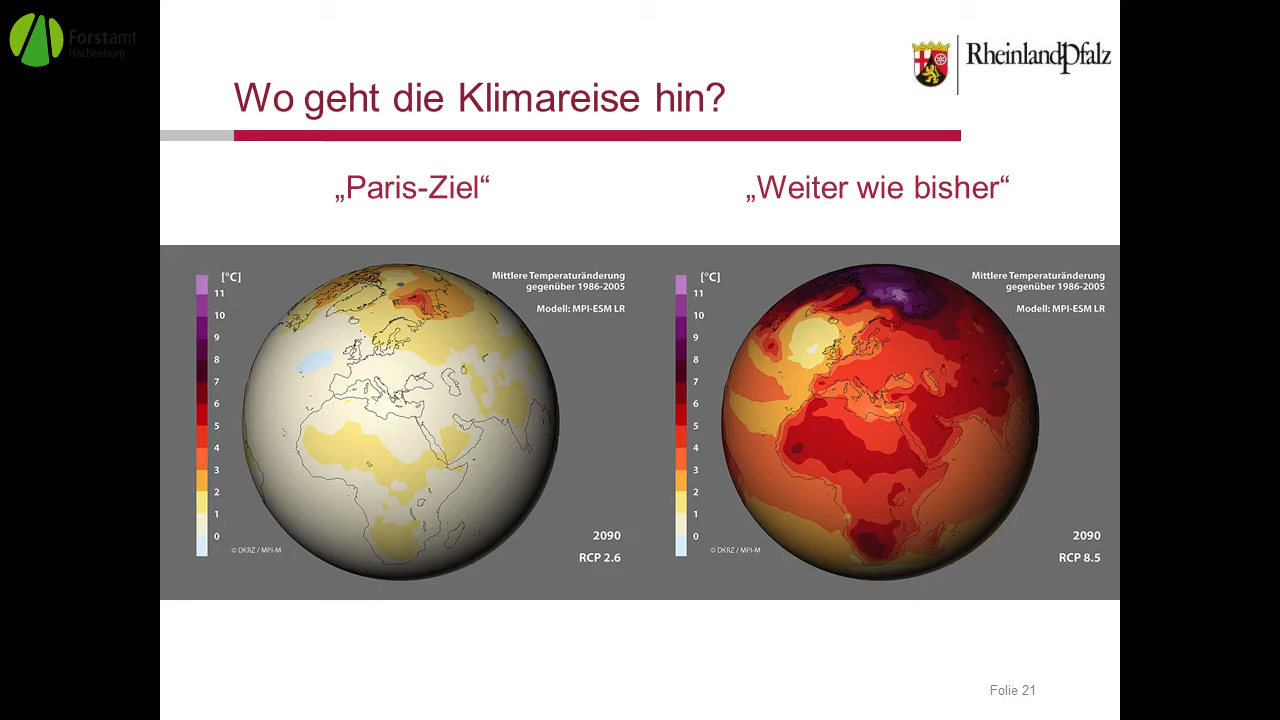 Forstamt
Hachenburg
RheinlandPfalz
Wo geht die Klimareise hin?
„Paris-Ziel“
„Weiter wie bisher“
[°C]
11
10
9
8
7
6
5
4
3
2
1
0
Mittlere Temperaturänderung
gegenüber 1986-2005
Modell: MPI-ESM LR
© DKRZ / MPI-M
2090
RCP 2.6
[°C]
11
10
9
8
7
6
5
4
3
2
1
0
Mittlere Temperaturänderung
gegenüber 1986-2005
Modell: MPI-ESM LR
© DKRZ / MPI-M
2090
RCP 8.5
Folie 21